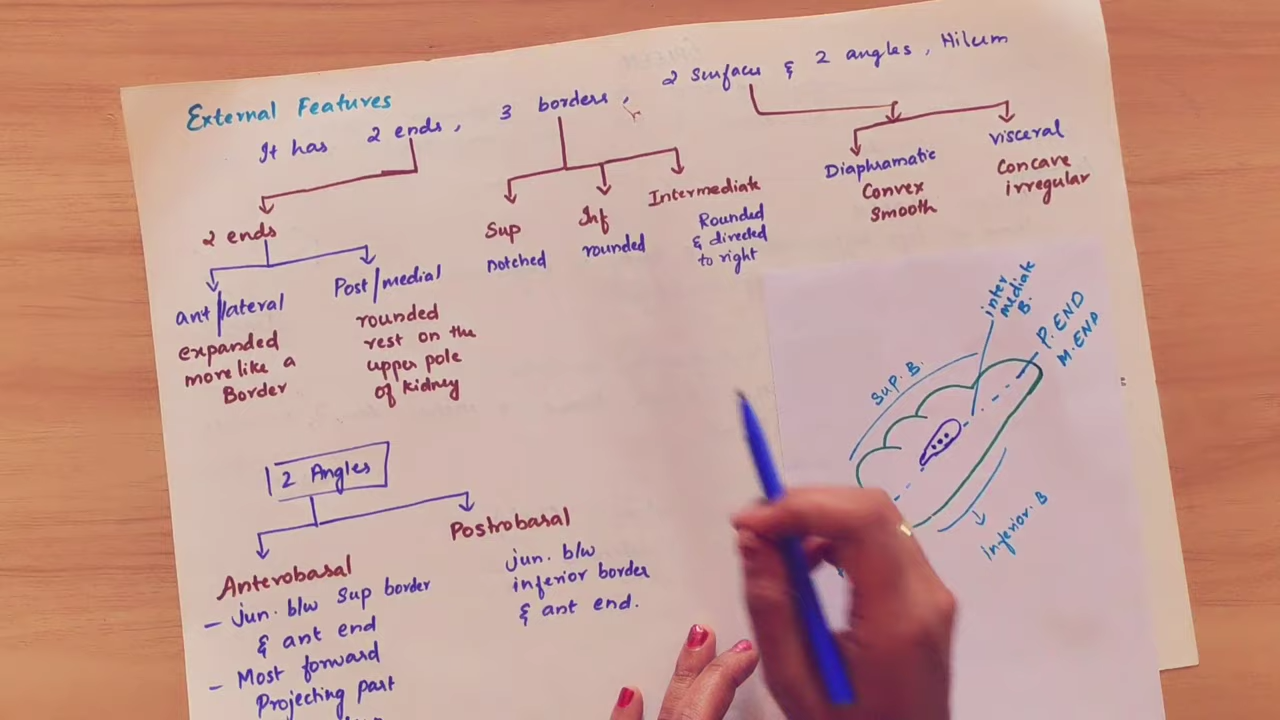 External Features
It has 2 ends, 3 borders, 2 surfaces & 2 angles, Hilum
2 ends
ant/lateral
expanded
more like a
Border
Post/medial
rounded
rest on the
upper pole
of kidney
Sup
notched
Inf
rounded
Intermediate
Rounded
& directed
to right
Diaphramatic
Convex
Smooth
visceral
Concave
irregular
2 Angles
Anterobasal
- jun. b/w Sup border
& ant end
- Most forward
Projecting part
Postrobasal
jun. b/w
inferior border
& ant end.
Sup. B.
inter
mediate
B.
P. END
M. END
inferior. B